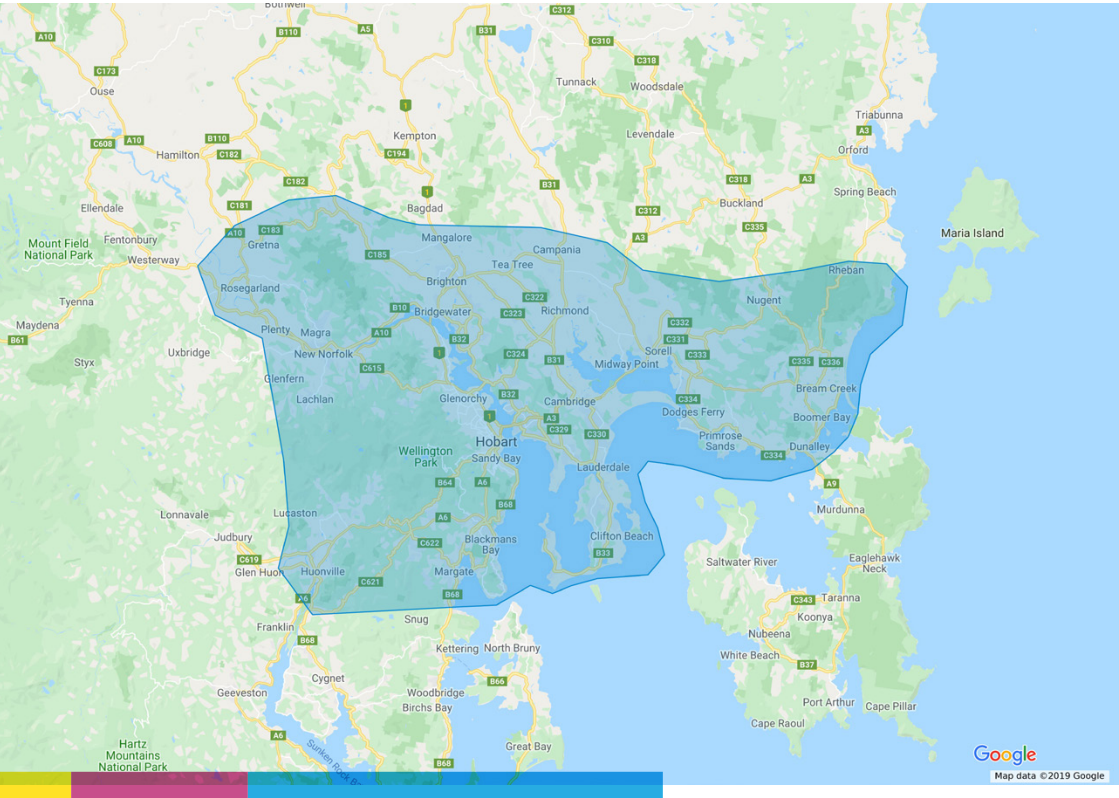 Bothwell
C312
A10
B110
A5
B31
C310
C318
C173
Ouse
Tunnack
Woodsdale
1
Triabunna
A3
Kempton
Levendale
C608
A10
B110
Hamilton
C182
C194
Orford
C182
B31
C318
A3
Spring Beach
1
C181
Buckland
Ellendale
Bagdad
C312
C335
A10
C183
Mount Field
National Park
Fentonbury
Gretna
Mangalore
A3
Maria Island
Westerway
C185
Campania
Tea Tree
Rheban
Tyenna
Rosegarland
Brighton
C322
Nugent
B10
Bridgewater
C323
Richmond
Maydena
Plenty
Magra
A10
C332
B61
B32
C331
Uxbridge
New Norfolk
1
C324
B31
Sorell
C333
Styx
C615
Midway Point
C335
C336
Glenfern
Bream Creek
Lachlan
Glenorchy
B32
Cambridge
C334
Dodges Ferry
1
A3
Boomer Bay
C329
C330
Hobart
Primrose
Sands
Wellington
Park
Sandy Bay
Dunalley
C334
Lauderdale
B64
A6
A9
B68
Murdunna
Lonnavale
Lucaston
A6
Judbury
C622
Blackmans
Bay
Clifton Beach
C619
B33
Saltwater River
Eaglehawk
Neck
Glen Huon
Huonville
C621
Margate
A6
B68
C343
Taranna
Franklin
Snug
Koonya
B68
Kettering
North Bruny
Nubeena
White Beach
B37
Cygnet
B66
Geeveston
Woodbridge
Birchs Bay
Port Arthur
Cape Pillar
Cape Raoul
A6
Hartz
Mountains
National Park
Great Bay
B68
Google
Map data ©2019 Google